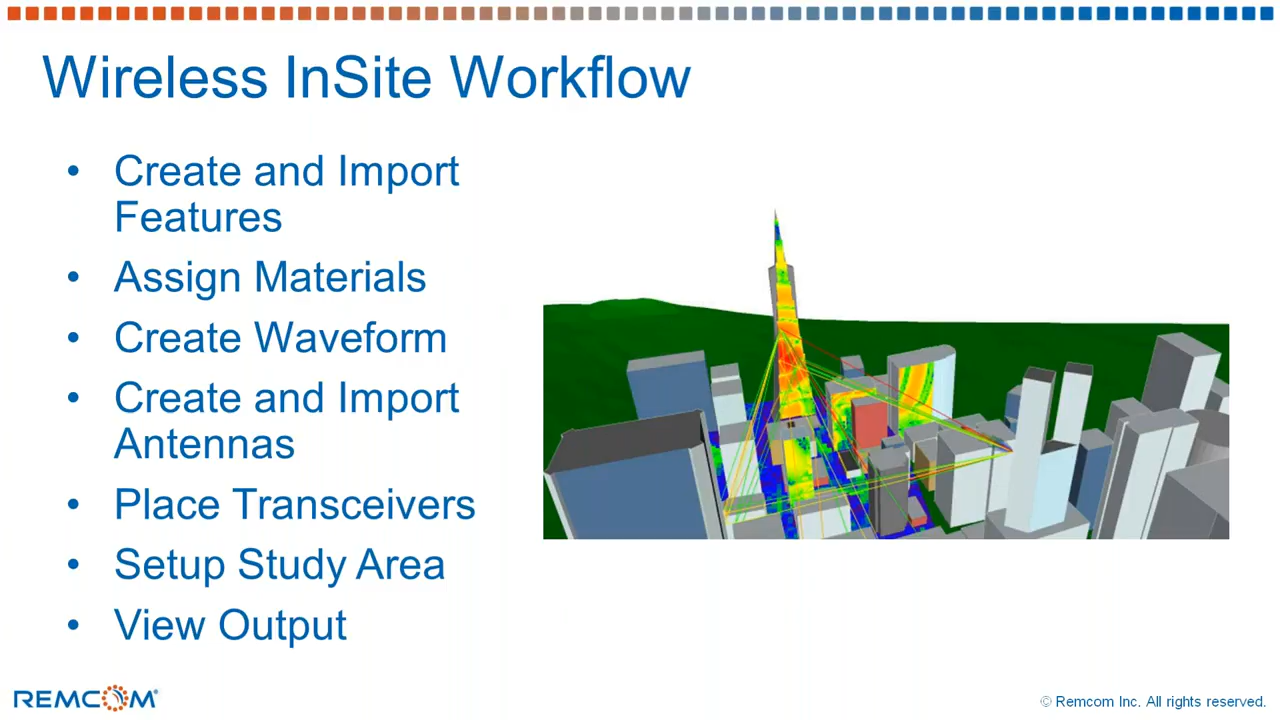 Wireless InSite Workflow
• Create and Import
Features
• Assign Materials
• Create Waveform
• Create and Import
Antennas
• Place Transceivers
• Setup Study Area
• View Output
REMCOM®
© Remcom Inc. All rights reserved.